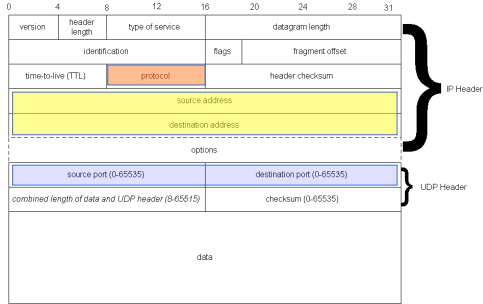 0 4 8 12 16 20 24 28 31
version header length type of service datagram length
identification flags fragment offset
time-to-live (TTL) protocol header checksum
source address
destination address
options
IP Header
source port (0-65535) destination port (0-65535)
combined length of data and UDP header (8-65515) checksum (0-65535)
UDP Header
data